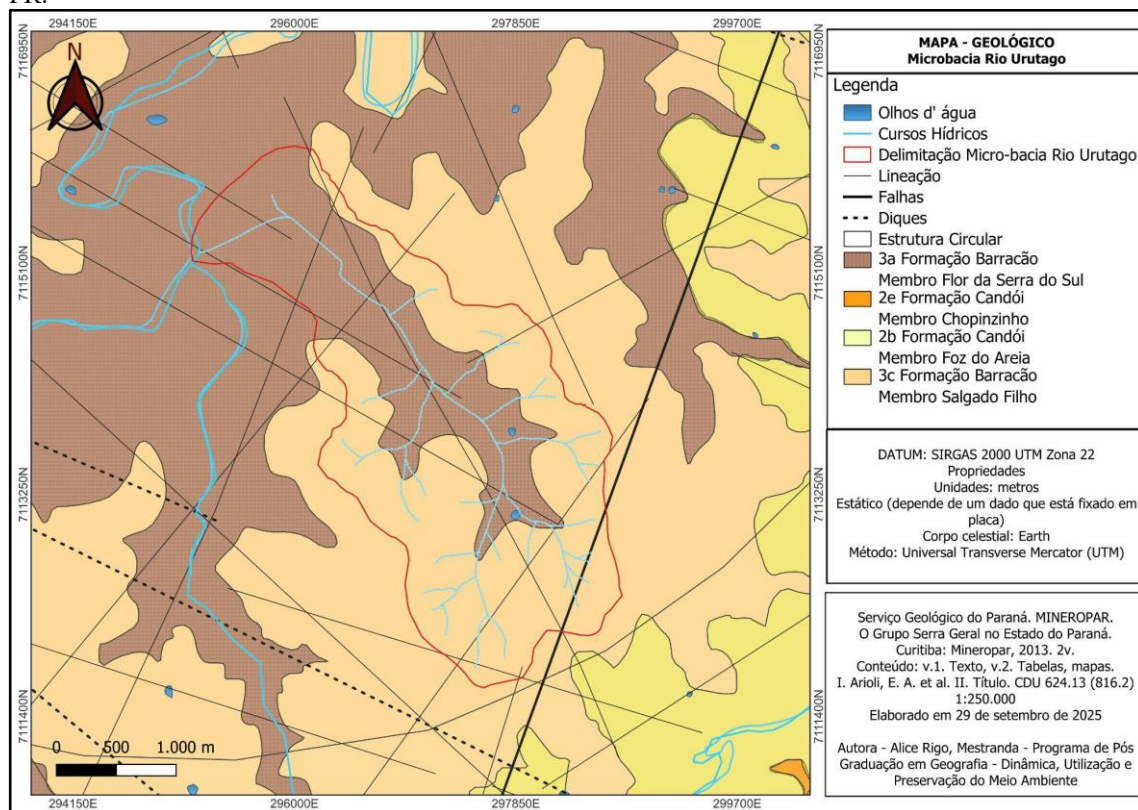 PR.
294150E 296000E 297850E 299700E
7116950N
7115100N
7113250N
7111400N
N
0 500 1.000 m
294150E 296000E 297850E 299700E
7116950N
7115100N
7113250N
7111400N
MAPA - GEOLÓGICO
Microbacia Rio Urutago
Legenda
Olhos d' água
Cursos Hídricos
Delimitação Micro-bacia Rio Urutago
Lineação
Falhas
Diques
Estrutura Circular
3a Formação Barracão
Membro Flor da Serra do Sul
2e Formação Candói
Membro Chopinzinho
2b Formação Candói
Membro Foz do Areia
3c Formação Barracão
Membro Salgado Filho
DATUM: SIRGAS 2000 UTM Zona 22
Propriedades
Unidades: metros
Estático (depende de um dado que está fixado em
placa)
Corpo celestial: Earth
Método: Universal Transverse Mercator (UTM)
Serviço Geológico do Paraná. MINEROPAR.
O Grupo Serra Geral no Estado do Paraná.
Curitiba: Mineropar, 2013. 2v.
Conteúdo: v.1. Texto, v.2. Tabelas, mapas.
I. Arioli, E. A. et al. II. Título. CDU 624.13 (816.2)
1:250.000
Elaborado em 29 de setembro de 2025
Autora - Alice Rigo, Mestranda - Programa de Pós
Graduação em Geografia - Dinâmica, Utilização e
Preservação do Meio Ambiente